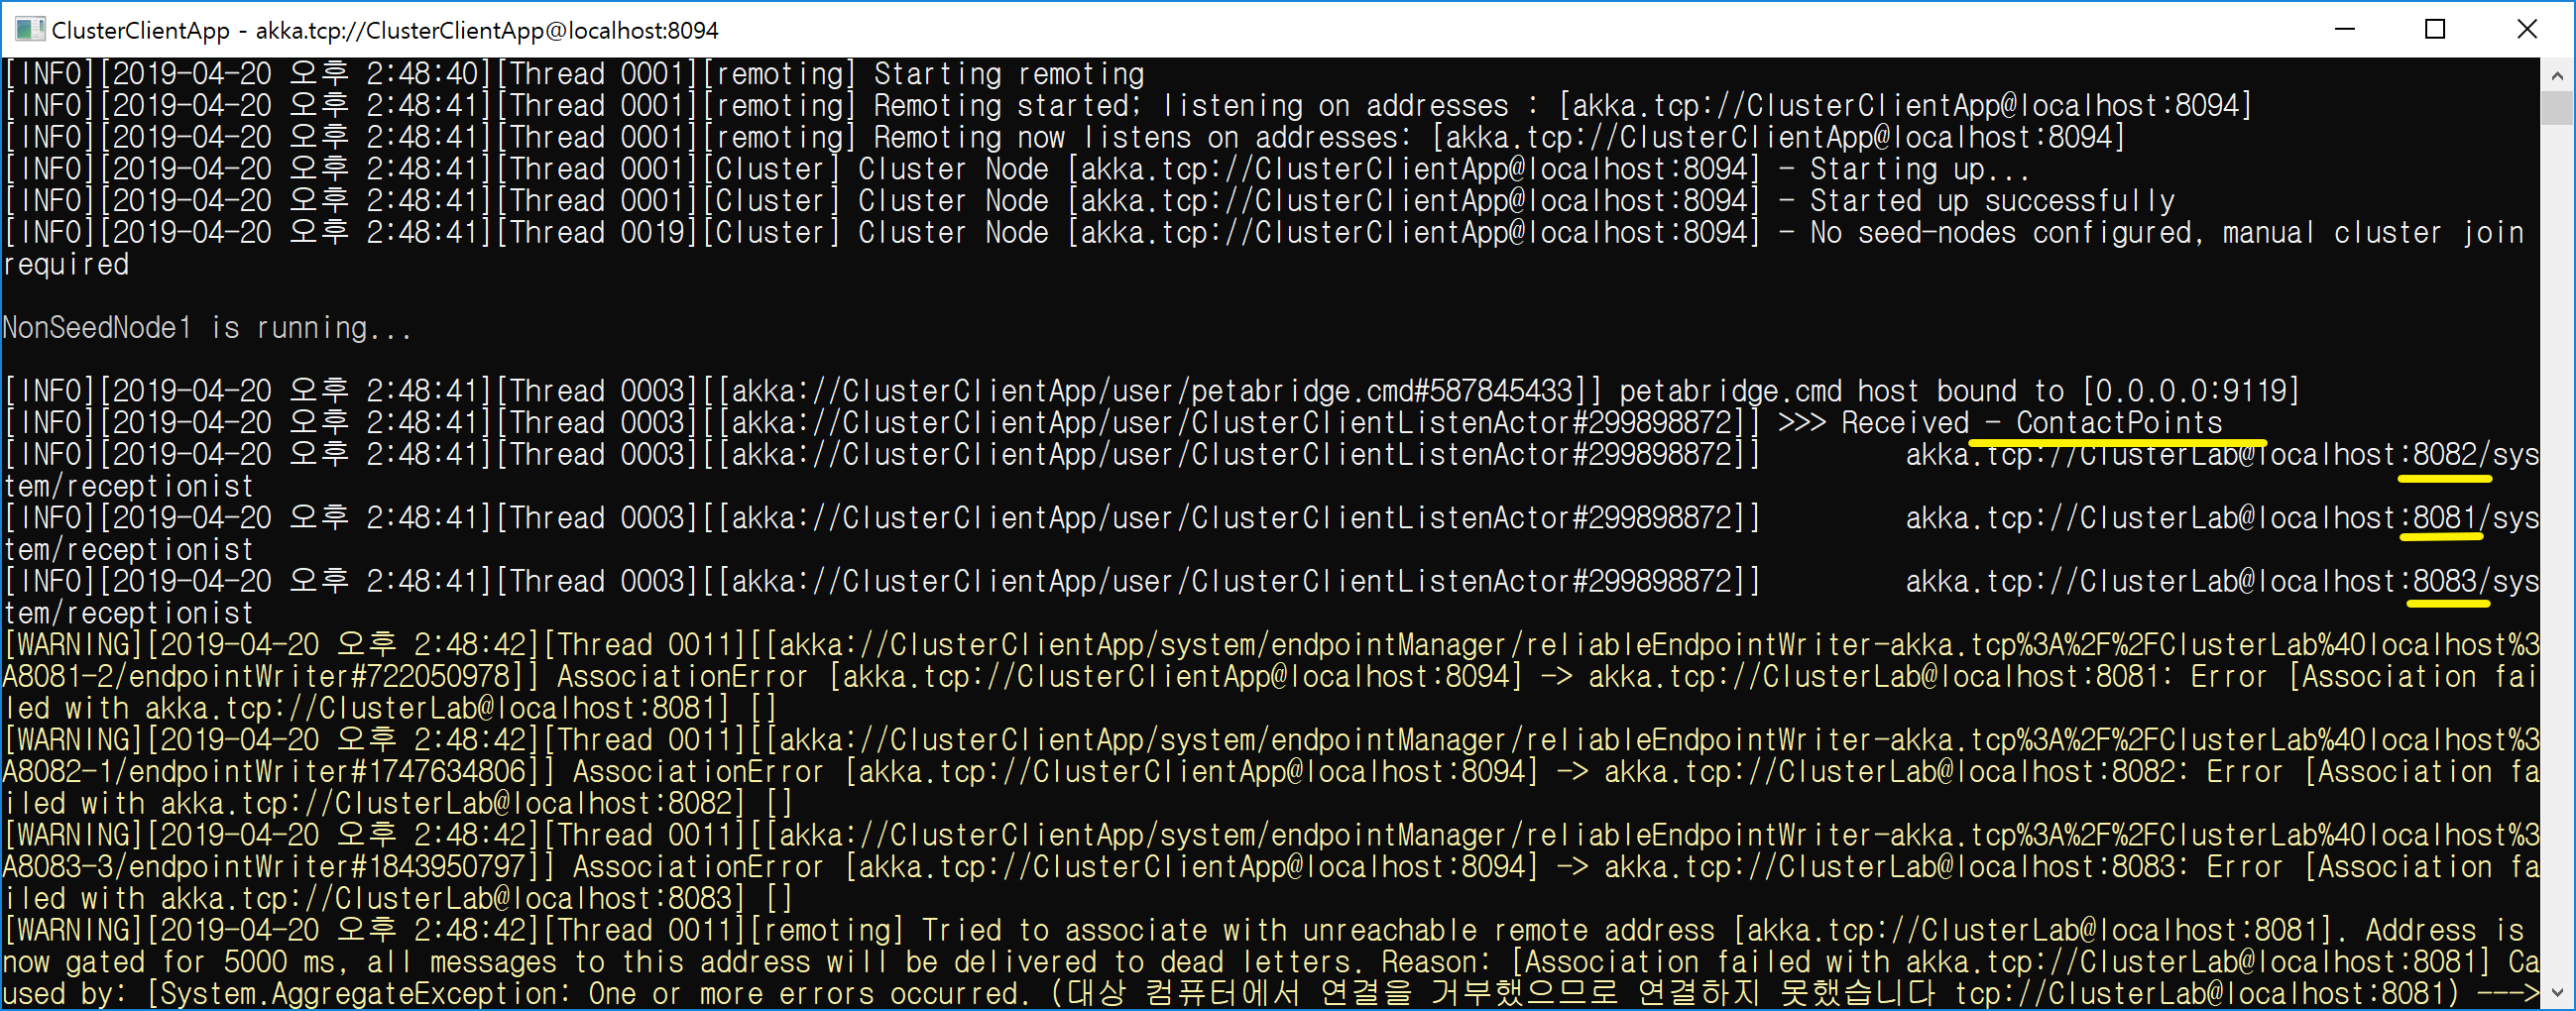 ClusterClientApp - akka.tcp://ClusterClientApp@localhost:8094
[INFO][2019-04-20 오후 2:48:40][Thread 0001][remoting] Starting remoting
[INFO][2019-04-20 오후 2:48:41][Thread 0001][remoting] Remoting started; listening on addresses : [akka.tcp://ClusterClientApp@localhost:8094]
[INFO][2019-04-20 오후 2:48:41][Thread 0001][remoting] Remoting now listens on addresses: [akka.tcp://ClusterClientApp@localhost:8094]
[INFO][2019-04-20 오후 2:48:41][Thread 0001][Cluster] Cluster Node [akka.tcp://ClusterClientApp@localhost:8094] - Starting up...
[INFO][2019-04-20 오후 2:48:41][Thread 0001][Cluster] Cluster Node [akka.tcp://ClusterClientApp@localhost:8094] - Started up successfully
[INFO][2019-04-20 오후 2:48:41][Thread 0019][Cluster] Cluster Node [akka.tcp://ClusterClientApp@localhost:8094] - No seed-nodes configured, manual cluster join
required
NonSeedNode1 is running...
[INFO][2019-04-20 오후 2:48:41][Thread 0003][[akka://ClusterClientApp/user/petabridge.cmd#587845433]] petabridge.cmd host bound to [0.0.0.0:9119]
[INFO][2019-04-20 오후 2:48:41][Thread 0003][[akka://ClusterClientApp/user/ClusterClientListenActor#299898872]] >>> Received - ContactPoints
[INFO][2019-04-20 오후 2:48:41][Thread 0003][[akka://ClusterClientApp/user/ClusterClientListenActor#299898872]] akka.tcp://ClusterLab@localhost:8082/sys
tem/receptionist
[INFO][2019-04-20 오후 2:48:41][Thread 0003][[akka://ClusterClientApp/user/ClusterClientListenActor#299898872]] akka.tcp://ClusterLab@localhost:8081/sys
tem/receptionist
[INFO][2019-04-20 오후 2:48:41][Thread 0003][[akka://ClusterClientApp/user/ClusterClientListenActor#299898872]] akka.tcp://ClusterLab@localhost:8083/sys
tem/receptionist
[WARNING][2019-04-20 오후 2:48:42][Thread 0011][[akka://ClusterClientApp/system/endpointManager/reliableEndpointWriter-akka.tcp%3A%2F%2FClusterLab%40localhost%3
A8081-2/endpointWriter#722050978]] AssociationError [akka.tcp://ClusterClientApp@localhost:8094] -> akka.tcp://ClusterLab@localhost:8081: Error [Association fai
led with akka.tcp://ClusterLab@localhost:8081] []
[WARNING][2019-04-20 오후 2:48:42][Thread 0011][[akka://ClusterClientApp/system/endpointManager/reliableEndpointWriter-akka.tcp%3A%2F%2FClusterLab%40localhost%3
A8082-1/endpointWriter#1747634806]] AssociationError [akka.tcp://ClusterClientApp@localhost:8094] -> akka.tcp://ClusterLab@localhost:8082: Error [Association fa
iled with akka.tcp://ClusterLab@localhost:8082] []
[WARNING][2019-04-20 오후 2:48:42][Thread 0011][[akka://ClusterClientApp/system/endpointManager/reliableEndpointWriter-akka.tcp%3A%2F%2FClusterLab%40localhost%3
A8083-3/endpointWriter#1843950797]] AssociationError [akka.tcp://ClusterClientApp@localhost:8094] -> akka.tcp://ClusterLab@localhost:8083: Error [Association fa
iled with akka.tcp://ClusterLab@localhost:8083] []
[WARNING][2019-04-20 오후 2:48:42][Thread 0011][remoting] Tried to associate with unreachable remote address [akka.tcp://ClusterLab@localhost:8081]. Address is
now gated for 5000 ms, all messages to this address will be delivered to dead letters. Reason: [Association failed with akka.tcp://ClusterLab@localhost:8081] Ca
used by: [System.AggregateException: One or more errors occurred. (대상 컴퓨터에서 연결을 거부했으므로 연결하지 못했습니다 tcp://ClusterLab@localhost:8081) --->